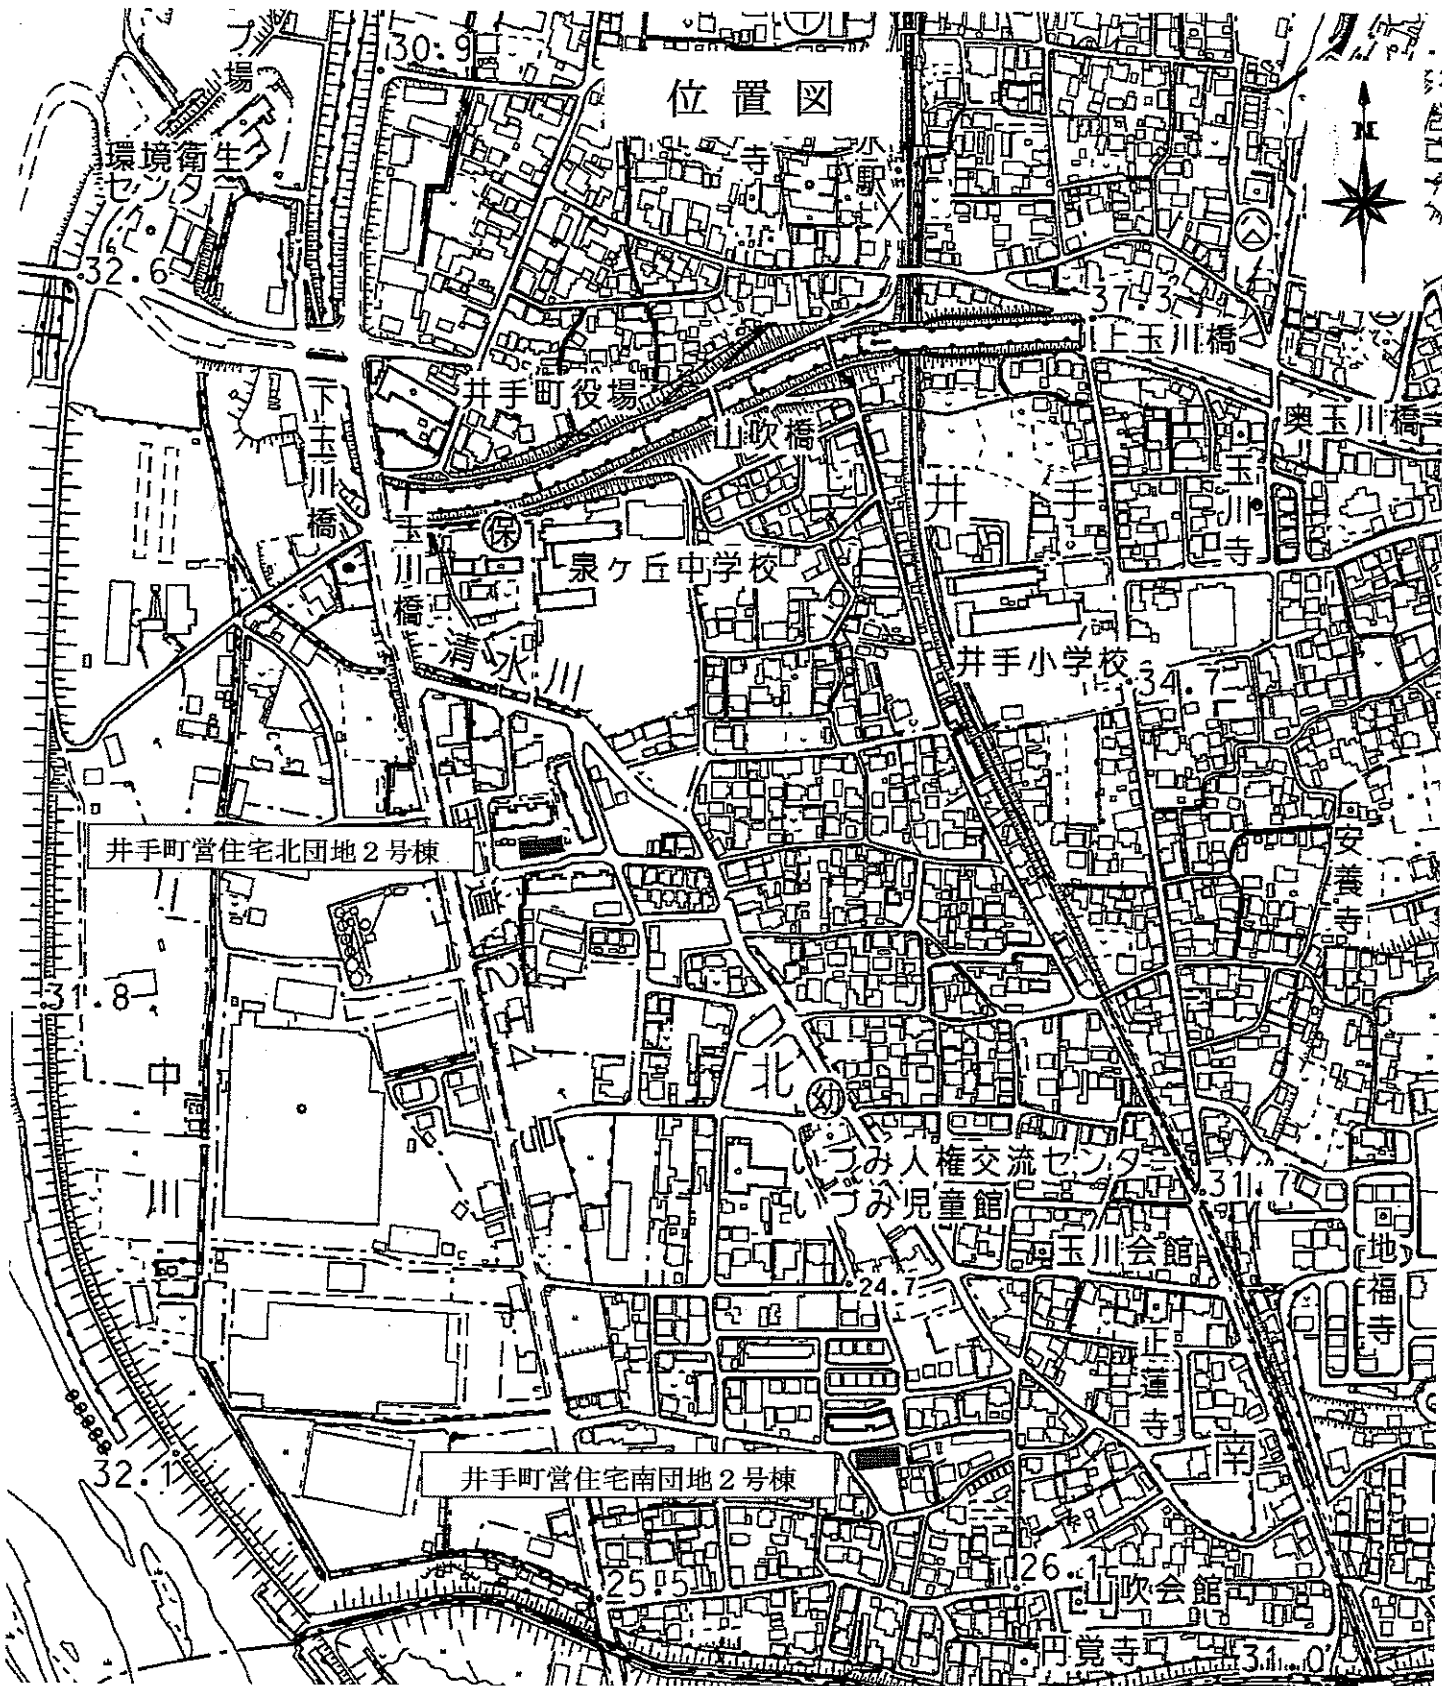 30.9
場
位置図
環境衛生
センター
寺
水
駅
N
32.6
37.3
上玉川橋
井手町役場
下玉川橋
山吹橋
奥玉川橋
玉川橋
保
泉ヶ丘中学校
井手
玉川寺
清水川
井手小学校
34.7
井手町営住宅北団地2号棟
安養寺
24
31.8
中川
北
幼
いづみ人権交流センター
いづみ児童館
31.7
玉川会館
地福寺
24.7
正蓮寺
南
32.1
井手町営住宅南団地2号棟
25.5
26.1
山吹会館
円覚寺
31.0